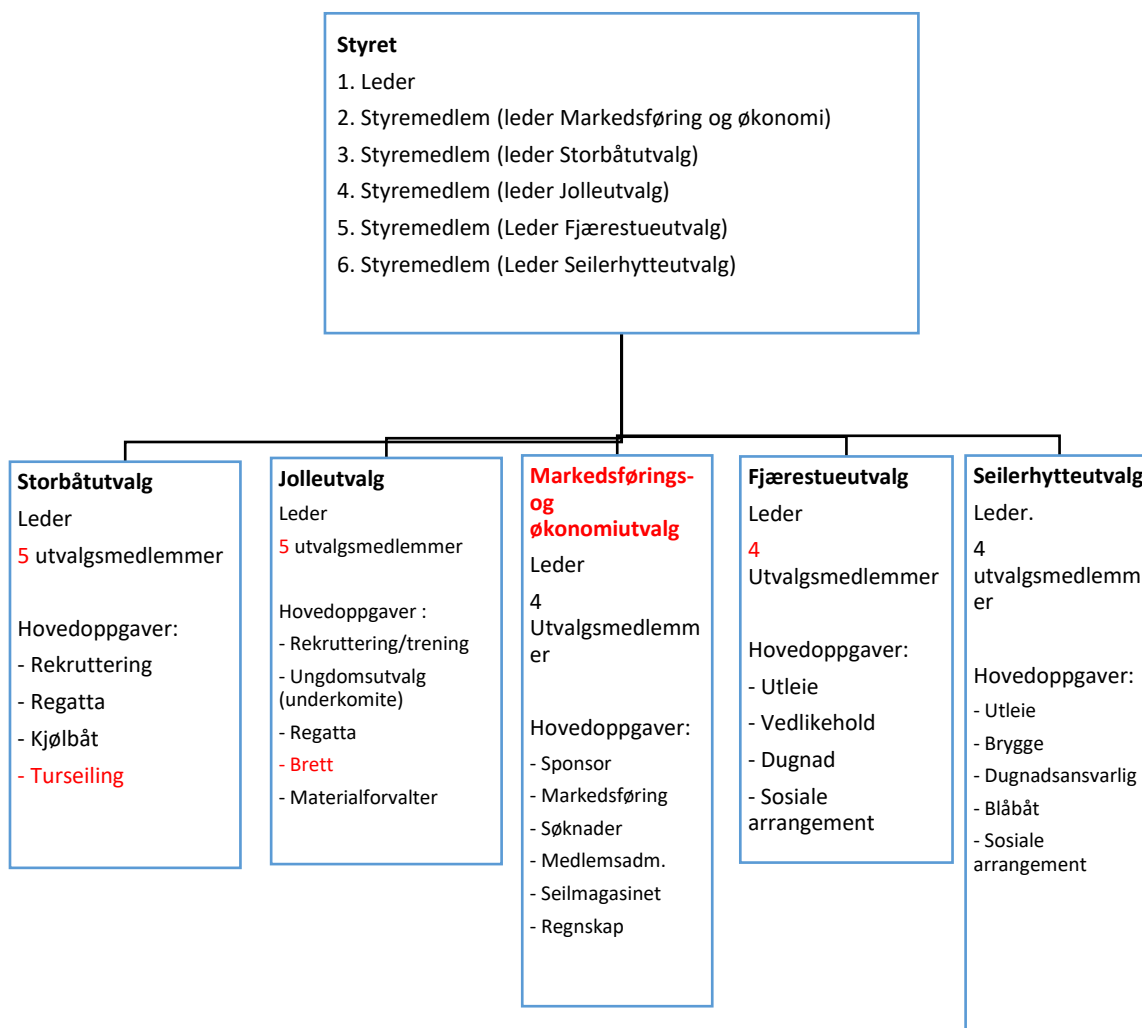 Styret
1. Leder
2. Styremedlem (leder Markedsføring og økonomi)
3. Styremedlem (leder Storbåtutvalg)
4. Styremedlem (leder Jolleutvalg)
5. Styremedlem (Leder Fjærestueutvalg)
6. Styremedlem (Leder Seilerhytteutvalg)
Storbåtutvalg
Leder
5 utvalgsmedlemmer
Hovedoppgaver:
- Rekruttering
- Regatta
- Kjølbåt
- Turseiling
Jolleutvalg
Leder
5 utvalgsmedlemmer
Hovedoppgaver :
- Rekruttering/trening
- Ungdomsutvalg
(underkomite)
- Regatta
- Brett
- Materialforvalter
Markedsførings-
og
økonomiutvalg
Leder
4
Utvalgsmedlemm
er
Hovedoppgaver:
- Sponsor
- Markedsføring
- Søknader
- Medlemsadm.
- Seilmagasinet
- Regnskap
Fjærestueutvalg
Leder
4
Utvalgsmedlemmer
Hovedoppgaver:
- Utleie
- Vedlikehold
- Dugnad
- Sosiale
arrangement
Seilerhytteutvalg
Leder.
4
utvalgsmedlemm
er
Hovedoppgaver:
- Utleie
- Brygge
- Dugnadsansvarlig
- Blåbåt
- Sosiale
arrangement